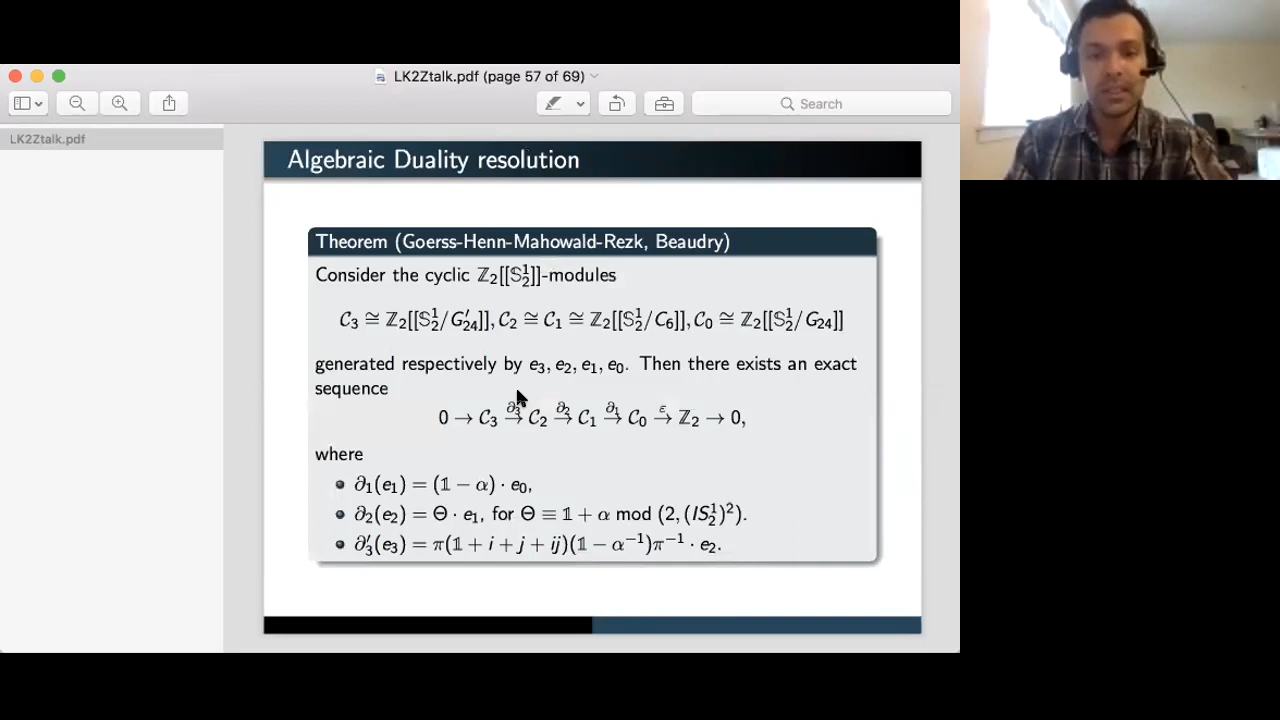 LK2Ztalk.pdf (page 57 of 69)
Search
LK2Ztalk.pdf
Algebraic Duality resolution
Theorem (Goerss-Henn-Mahowald-Rezk, Beaudry)
Consider the cyclic ℤ₂[[𝕊₂¹]]-modules
𝒞₃ ≅ ℤ₂[[𝕊₂¹/G′₂₄]], 𝒞₂ ≅ 𝒞₁ ≅ ℤ₂[[𝕊₂¹/C₆]], 𝒞₀ ≅ ℤ₂[[𝕊₂¹/G₂₄]]
generated respectively by e₃, e₂, e₁, e₀. Then there exists an exact
sequence
0 → 𝒞₃ →^{∂₃} 𝒞₂ →^{∂₂} 𝒞₁ →^{∂₁} 𝒞₀ →^{ε} ℤ₂ → 0,
where
∂₁(e₁) = (𝟙 − α) · e₀,
∂₂(e₂) = Θ · e₁, for Θ ≡ 𝟙 + α mod (2, (IS₂¹)²).
∂′₃(e₃) = π(𝟙 + i + j + ij)(𝟙 − α⁻¹)π⁻¹ · e₂.